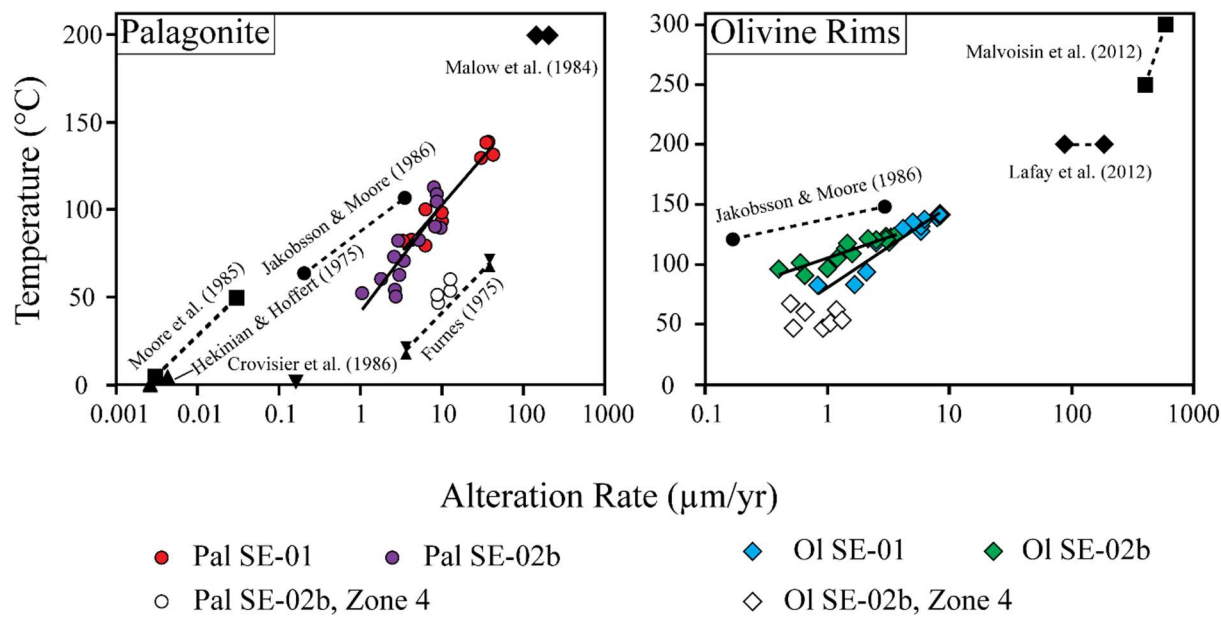 Palagonite
Olivine Rims
Temperature (°C)
200
150
100
50
0
0.001
0.01
0.1
1
10
100
1000
Malow et al. (1984)
Jakobsson & Moore (1986)
Moore et al. (1985)
Hekinian & Hoffert (1975)
Crovisier et al. (1986)
Furnes (1975)
300
250
200
150
100
50
0
0.1
1
10
100
1000
Malvoisin et al. (2012)
Lafay et al. (2012)
Jakobsson & Moore (1986)
Alteration Rate (µm/yr)
Pal SE-01
Pal SE-02b
Pal SE-02b, Zone 4
Ol SE-01
Ol SE-02b
Ol SE-02b, Zone 4